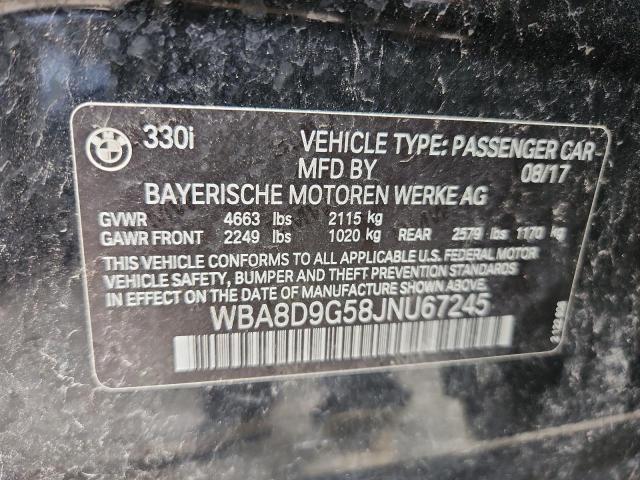 BMW
330i VEHICLE TYPE: PASSENGER CAR
MFD BY 08/17
BAYERISCHE MOTOREN WERKE AG
GVWR 4663 lbs 2115 kg
GAWR FRONT 2249 lbs 1020 kg REAR 2579 lbs 1170 kg
THIS VEHICLE CONFORMS TO ALL APPLICABLE U.S. FEDERAL MOTOR
VEHICLE SAFETY, BUMPER AND THEFT PREVENTION STANDARDS
IN EFFECT ON THE DATE OF MANUFACTURE SHOWN ABOVE.
WBA8D9G58JNU67245